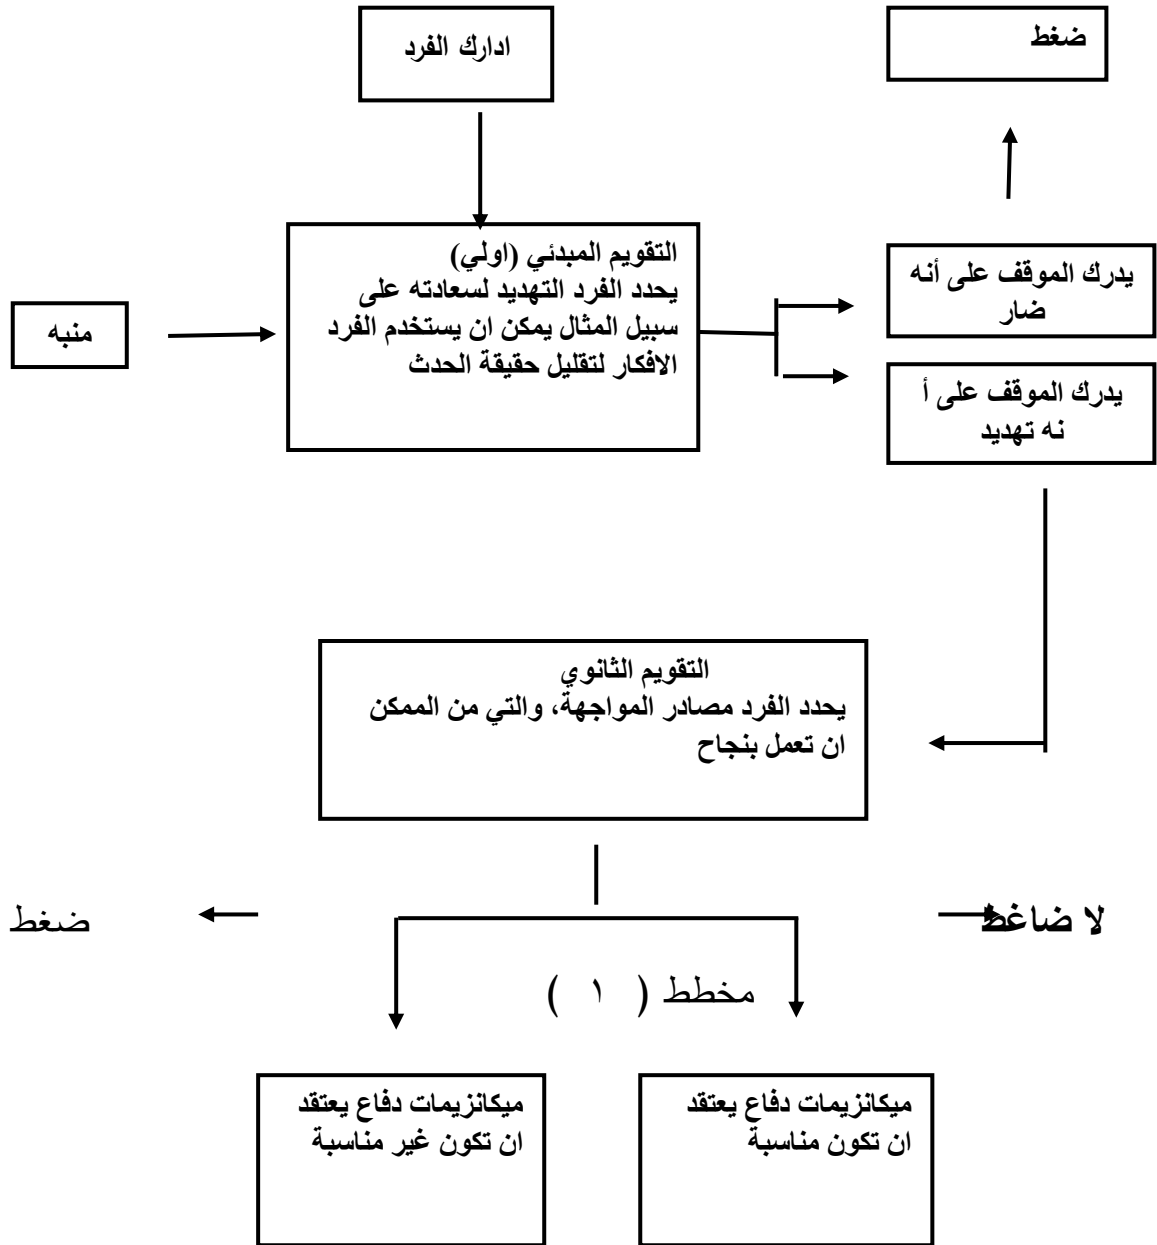 ادارك الفرد
ضغط
التقويم المبدئي (اولي)
يحدد الفرد التهديد لسعادته على
سبيل المثال يمكن ان يستخدم الفرد
الافكار لتقليل حقيقة الحدث
يدرك الموقف على أنه
ضار
منبه
يدرك الموقف على أ
نه تهديد
التقويم الثانوي
يحدد الفرد مصادر المواجهة، والتي من الممكن
ان تعمل بنجاح
لا ضاغط
ضغط
مخطط ( ١ )
ميكانزيمات دفاع يعتقد
ان تكون مناسبة
ميكانزيمات دفاع يعتقد
ان تكون غير مناسبة